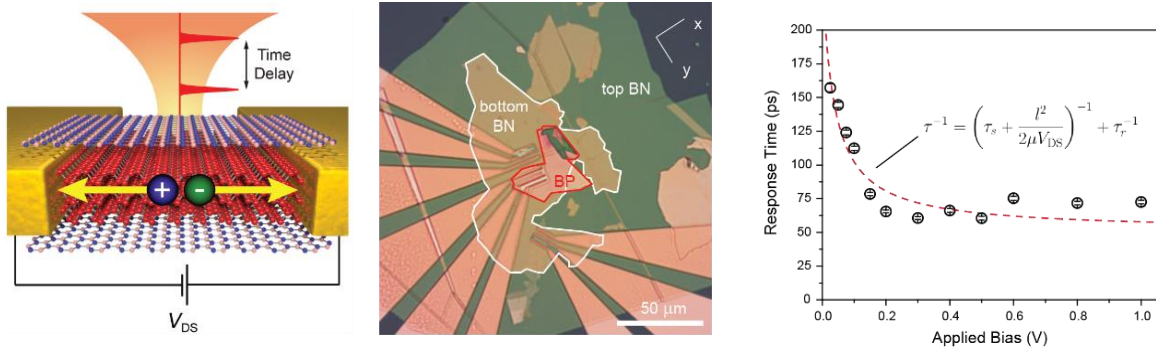 Time
Delay
+
-
V_DS
x
y
top BN
bottom
BN
BP
50 μm
200
175
150
125
100
75
50
25
0
Response Time (ps)
τ⁻¹ = (τ_s + l²/(2μV_DS))⁻¹ + τ_r⁻¹
0.0 0.2 0.4 0.6 0.8 1.0
Applied Bias (V)